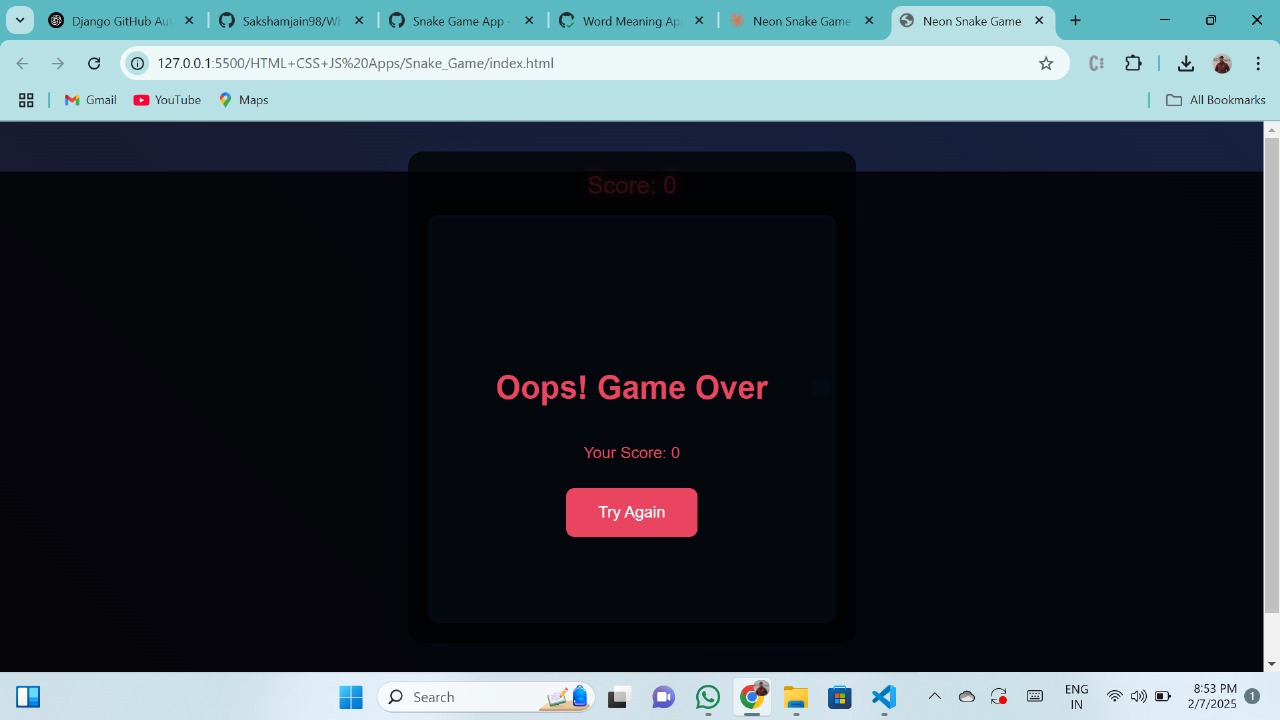 Django GitHub Au
Sakshamjain98/W
Snake Game App
Word Meaning Ap
Neon Snake Game
Neon Snake Game
127.0.0.1:5500/HTML+CSS+JS%20Apps/Snake_Game/index.html
Gmail
YouTube
Maps
All Bookmarks
Score: 0
Oops! Game Over
Your Score: 0
Try Again
Search
ENG
IN
8:53 PM
2/7/2025
1